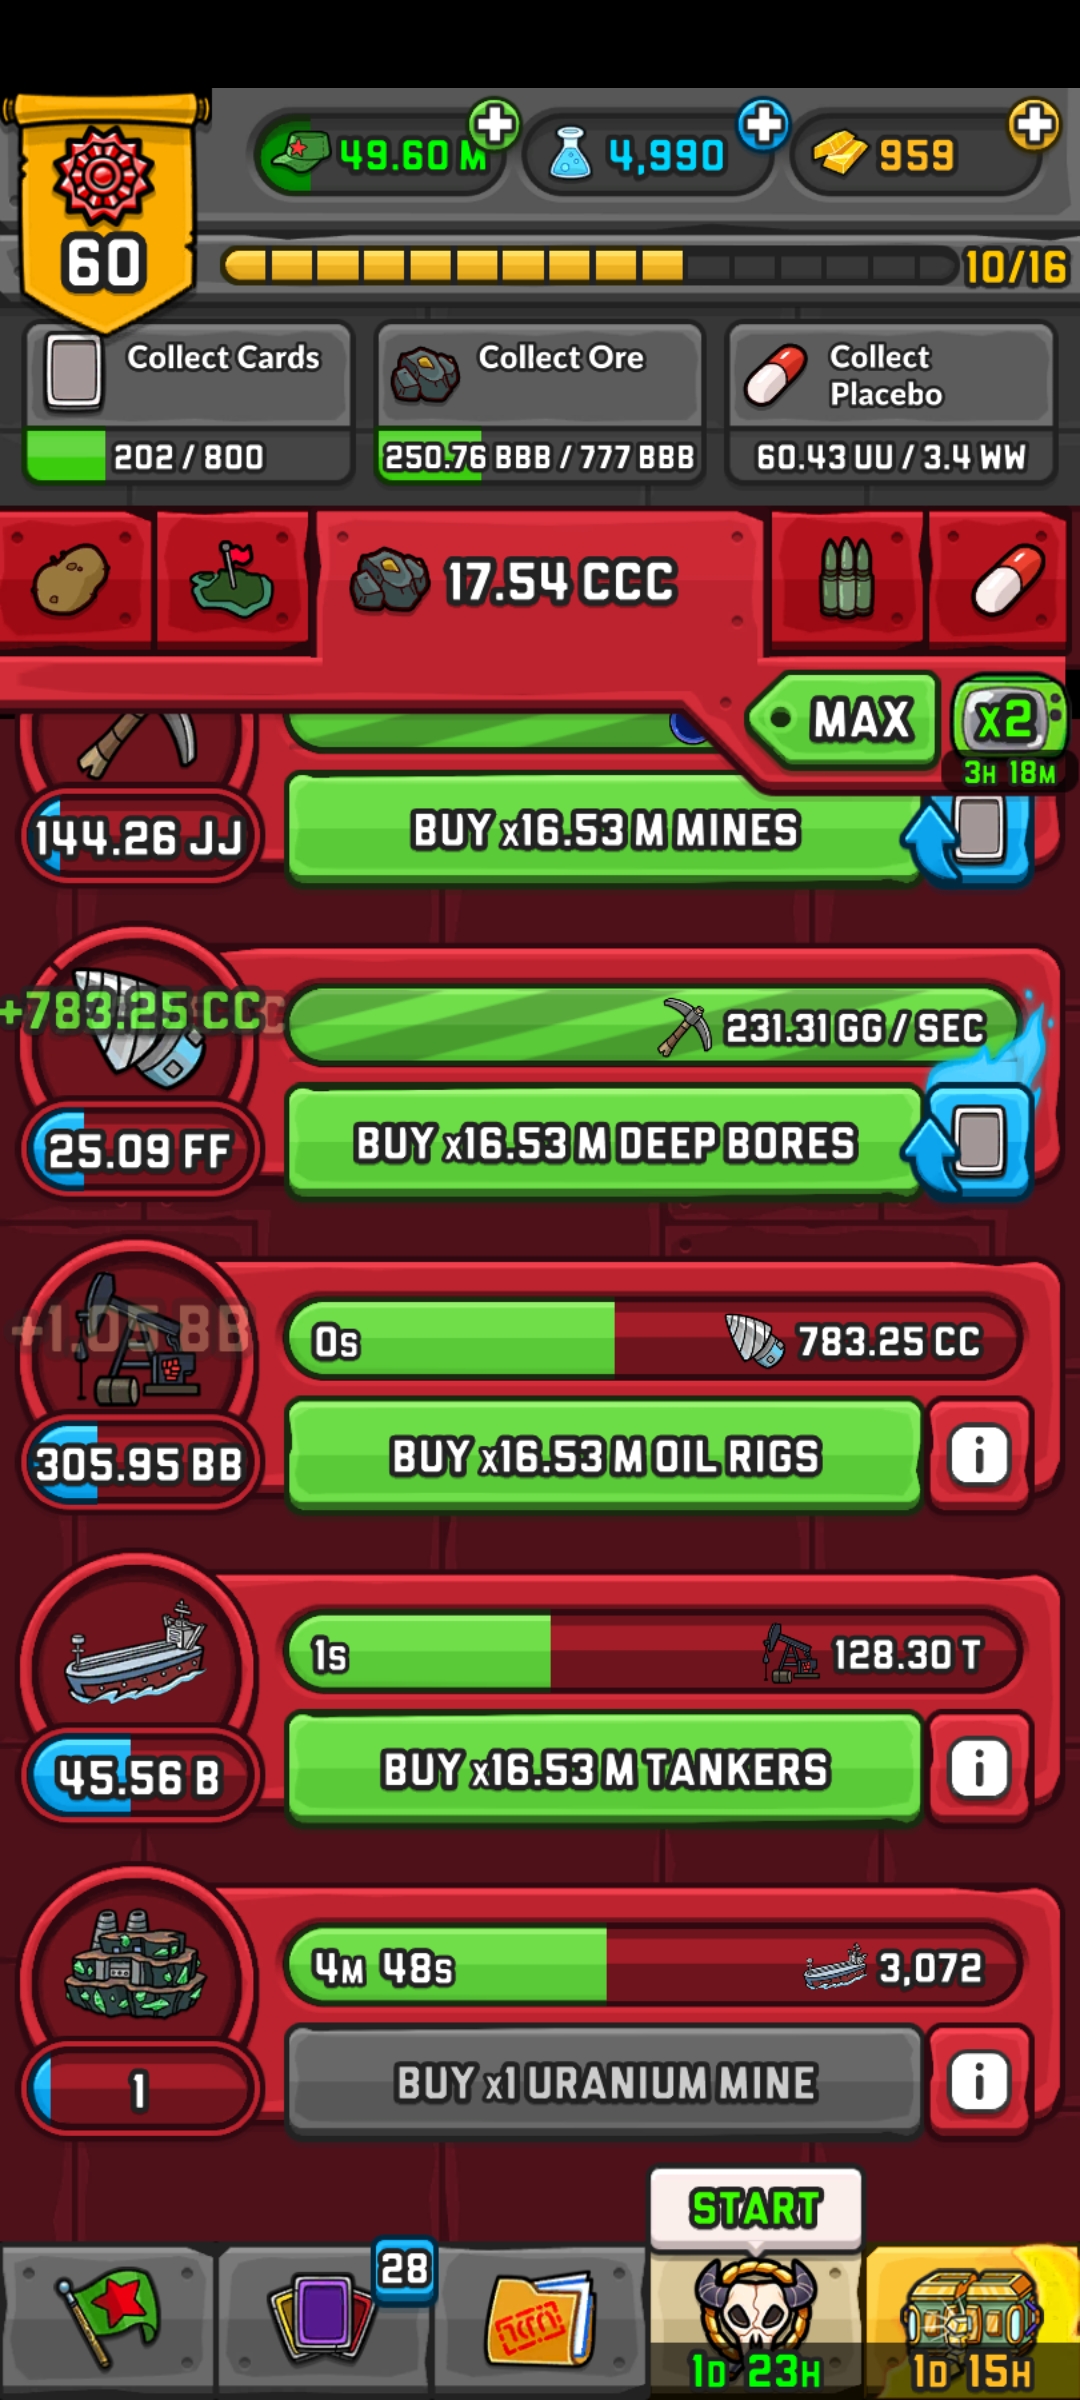 60
49.60 M
4,990
959
10/16
Collect Cards
202 / 800
Collect Ore
250.76 BBB / 777 BBB
Collect
Placebo
60.43 UU / 3.4 WW
17.54 CCC
MAX
x2
3H 18M
144.26 JJ
BUY x16.53 M MINES
+783.25 CC
231.31 GG / SEC
25.09 FF
BUY x16.53 M DEEP BORES
+1.05 BB
0s
783.25 CC
305.95 BB
BUY x16.53 M OIL RIGS
i
1s
128.30 T
45.56 B
BUY x16.53 M TANKERS
i
4M 48s
3,072
1
BUY x1 URANIUM MINE
i
START
28
1D 23H
1D 15H